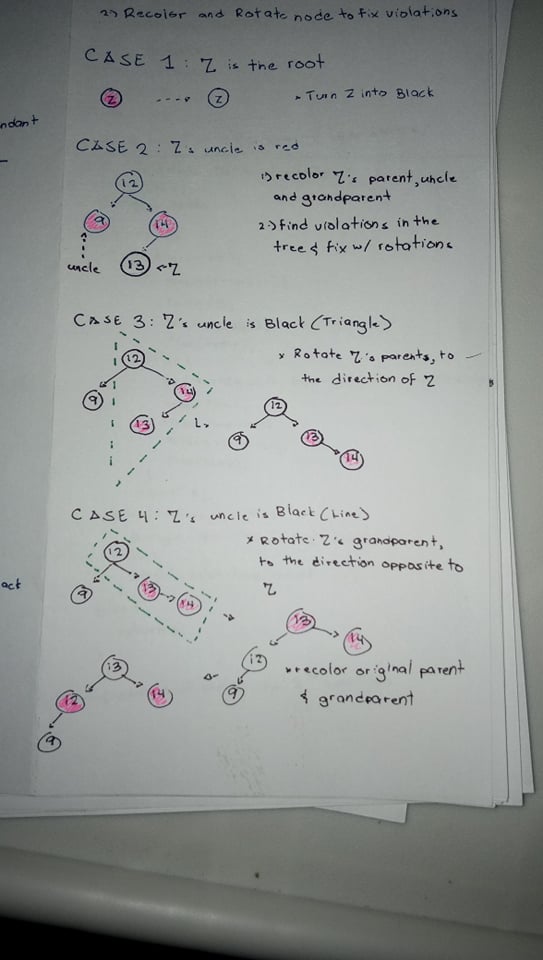 2) Recolor and Rotate node to fix violations
CASE 1: Z is the root
Z ----> Z * Turn Z into Black
ndant
CASE 2: Z's uncle is red
12
9 14
uncle 13 <-Z
1) recolor Z's parent, uncle
and grandparent
2.) find violations in the
tree & fix w/ rotations
CASE 3: Z's uncle is Black (Triangle)
12
9 14
13
* Rotate Z's parents, to
the direction of Z
12
9 13
14
CASE 4: Z's uncle is Black (Line)
12
9 13 14
* Rotate Z's grandparent,
to the direction opposite to
Z
act
13
12 14
9
* recolor original parent
& grandparent
13
12 14
9